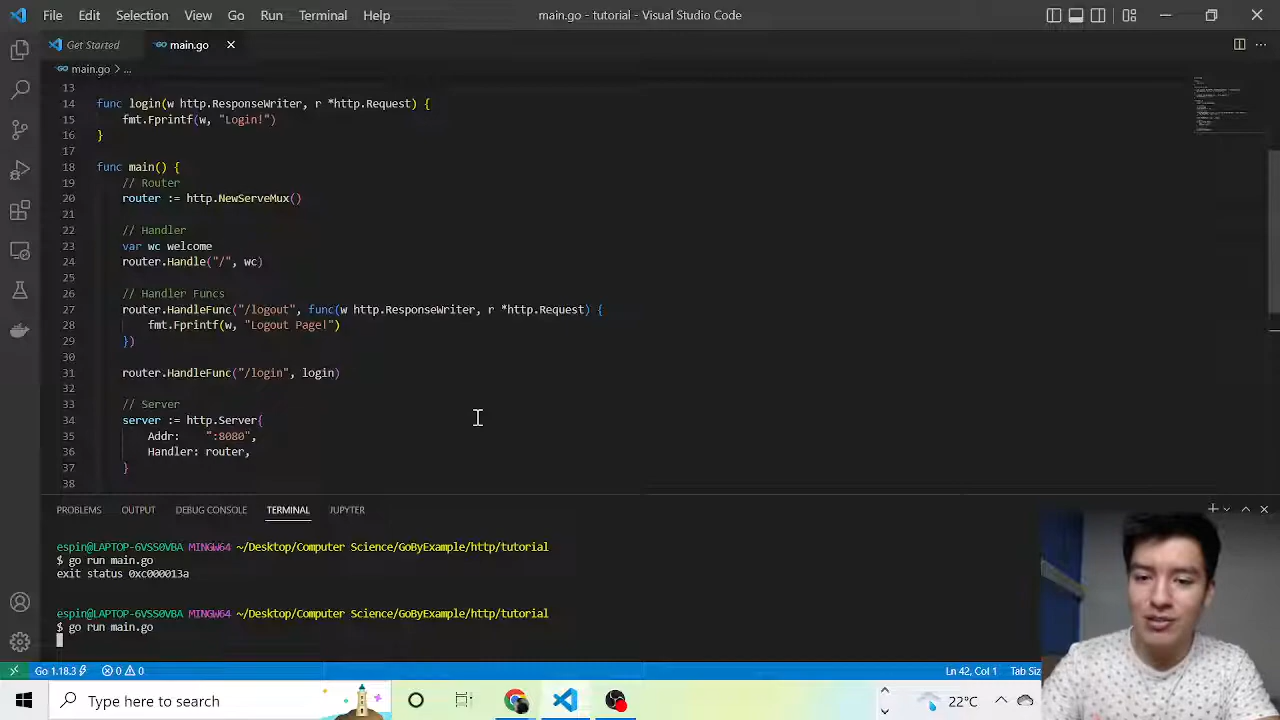 File Edit Selection View Go Run Terminal Help
main.go - tutorial - Visual Studio Code
Get Started
main.go
main.go > ...
13
14 func login(w http.ResponseWriter, r *http.Request) {
15 fmt.Fprintf(w, "Login!")
16 }
17
18 func main() {
19 // Router
20 router := http.NewServeMux()
21
22 // Handler
23 var wc welcome
24 router.Handle("/", wc)
25
26 // Handler Funcs
27 router.HandleFunc("/logout", func(w http.ResponseWriter, r *http.Request) {
28 fmt.Fprintf(w, "Logout Page!")
29 })
30
31 router.HandleFunc("/login", login)
32
33 // Server
34 server := http.Server{
35 Addr: ":8080",
36 Handler: router,
37 }
38
PROBLEMS OUTPUT DEBUG CONSOLE TERMINAL JUPYTER
espin@LAPTOP-6VSS0VBA MINGW64 ~/Desktop/Computer Science/GoByExample/http/tutorial
$ go run main.go
exit status 0xc000013a
espin@LAPTOP-6VSS0VBA MINGW64 ~/Desktop/Computer Science/GoByExample/http/tutorial
$ go run main.go
Go 1.18.3 0 0 Ln 42, Col 1 Tab Siz
Type here to search
22°C